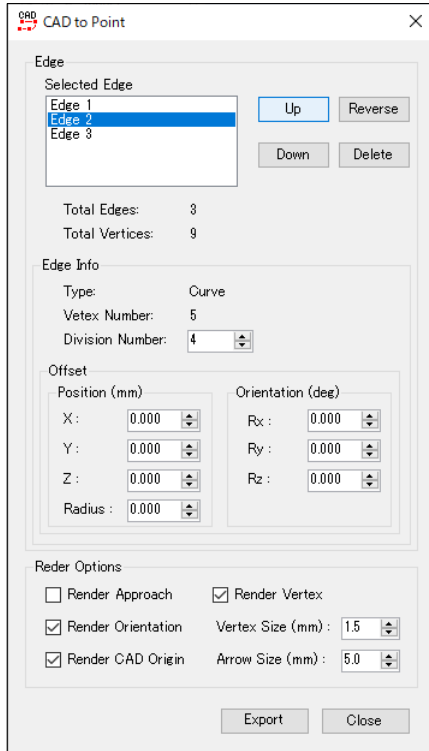 CAD
CAD to Point
Edge
Selected Edge
Edge 1
Edge 2
Edge 3
Up
Reverse
Down
Delete
Total Edges: 3
Total Vertices: 9
Edge Info
Type: Curve
Vetex Number: 5
Division Number: 4
Offset
Position (mm)
X : 0.000
Y : 0.000
Z : 0.000
Radius : 0.000
Orientation (deg)
Rx : 0.000
Ry : 0.000
Rz : 0.000
Reder Options
Render Approach
Render Vertex
Render Orientation
Vertex Size (mm) : 1.5
Render CAD Origin
Arrow Size (mm) : 5.0
Export
Close